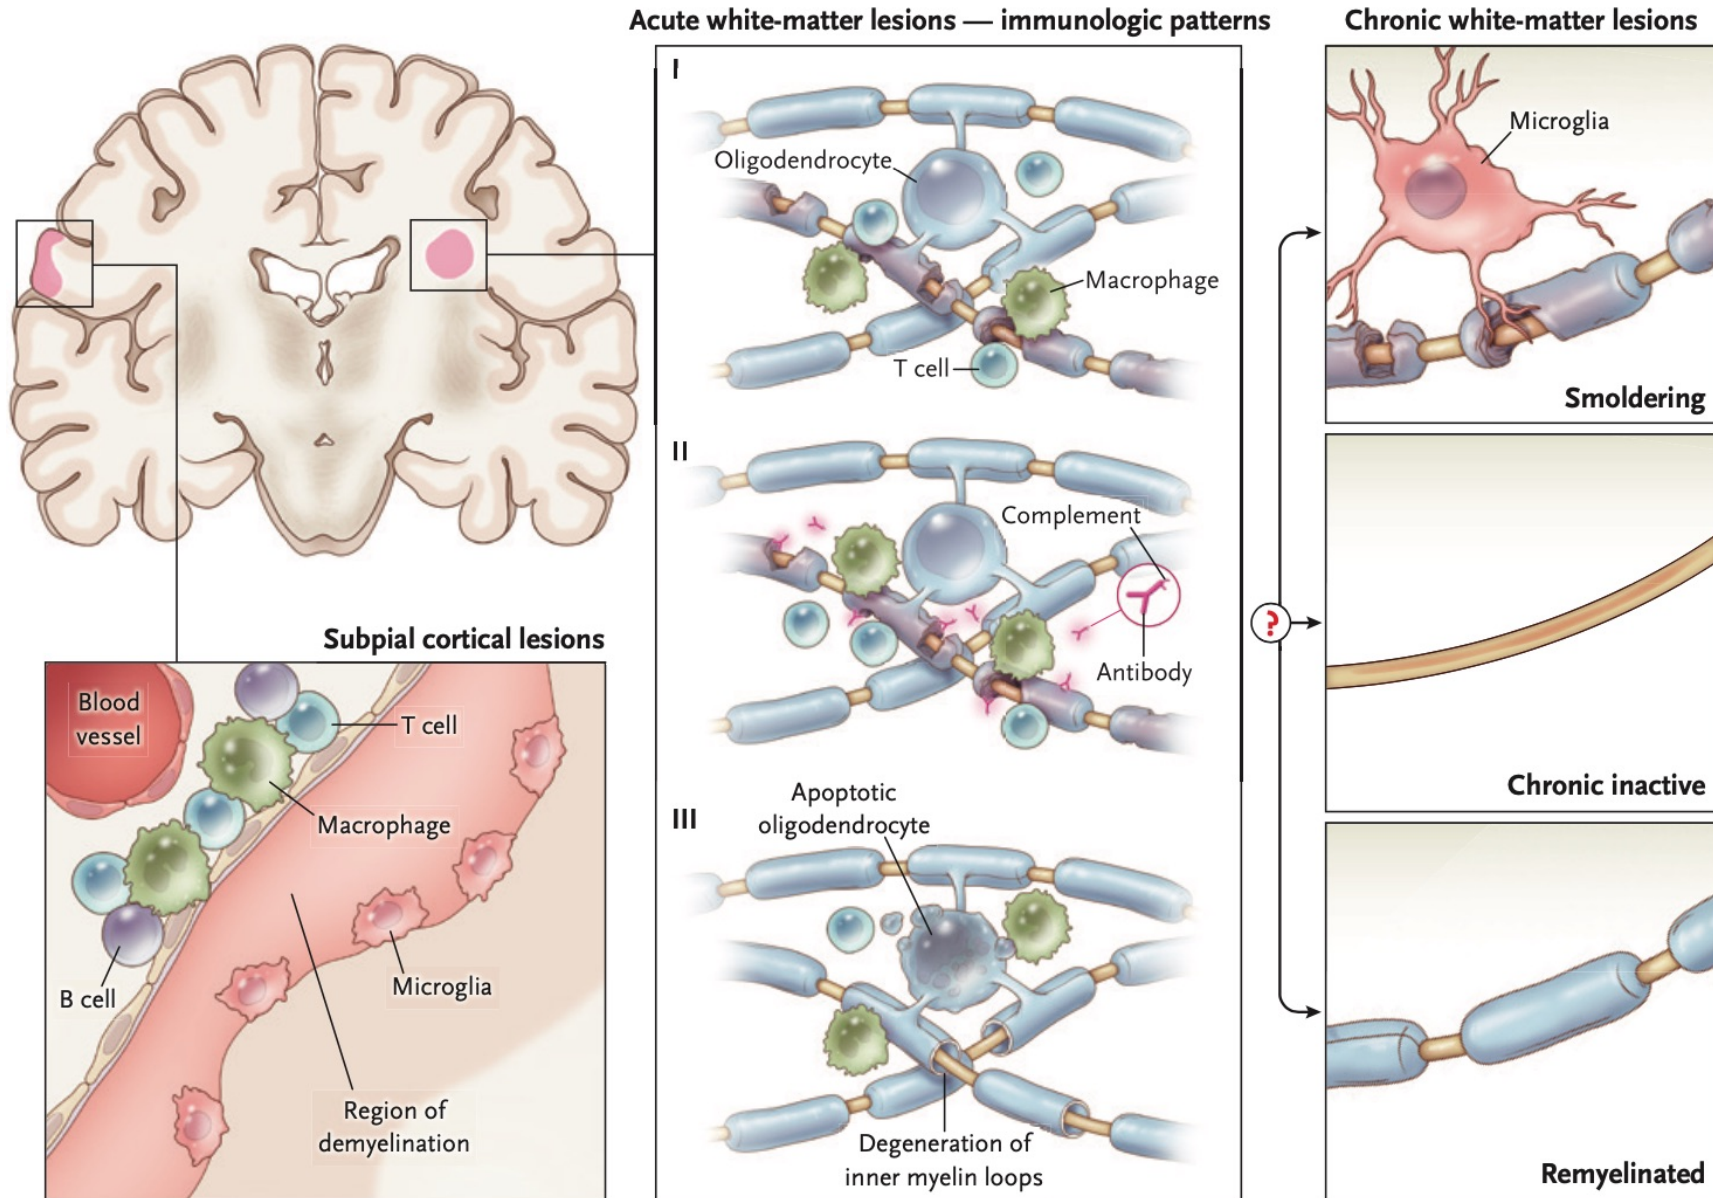 Acute white-matter lesions — immunologic patterns
Chronic white-matter lesions
I
Oligodendrocyte
Macrophage
T cell
II
Complement
Antibody
III
Apoptotic
oligodendrocyte
Degeneration of
inner myelin loops
Subpial cortical lesions
Blood
vessel
T cell
Macrophage
B cell
Microglia
Region of
demyelination
?
Microglia
Smoldering
Chronic inactive
Remyelinated